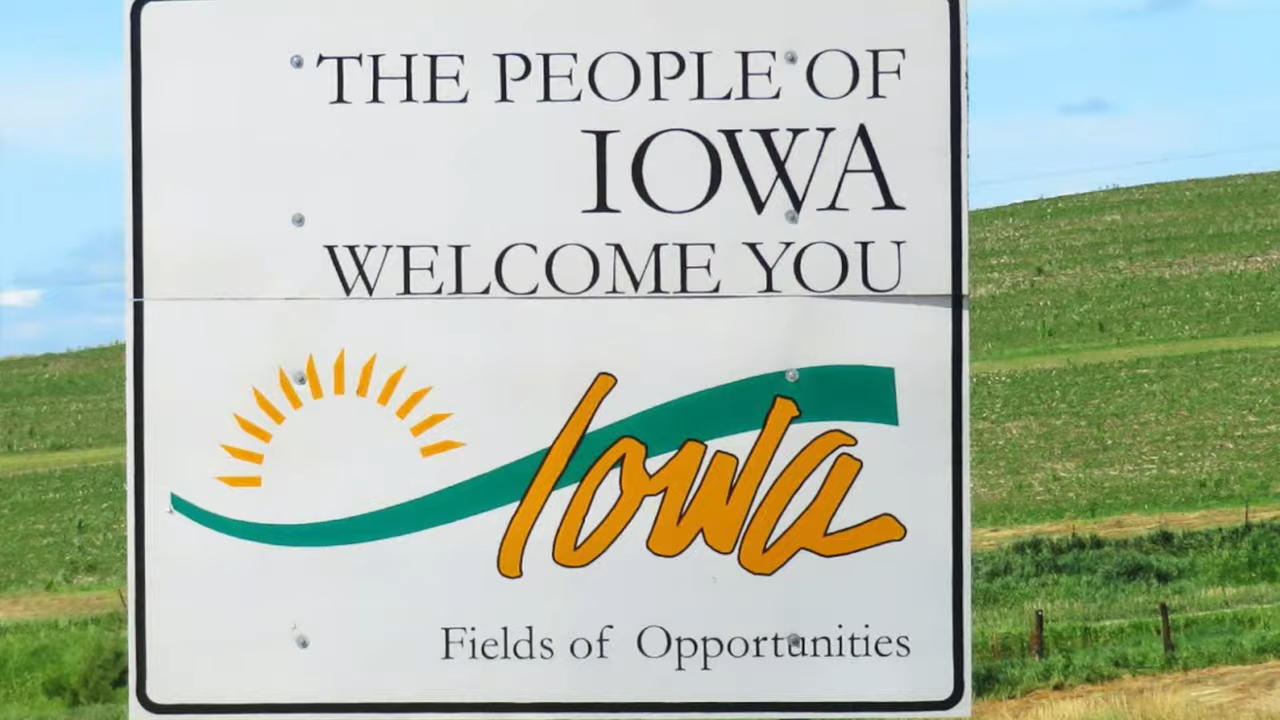 THE PEOPLE OF
IOWA
WELCOME YOU
Iowa
Fields of Opportunities